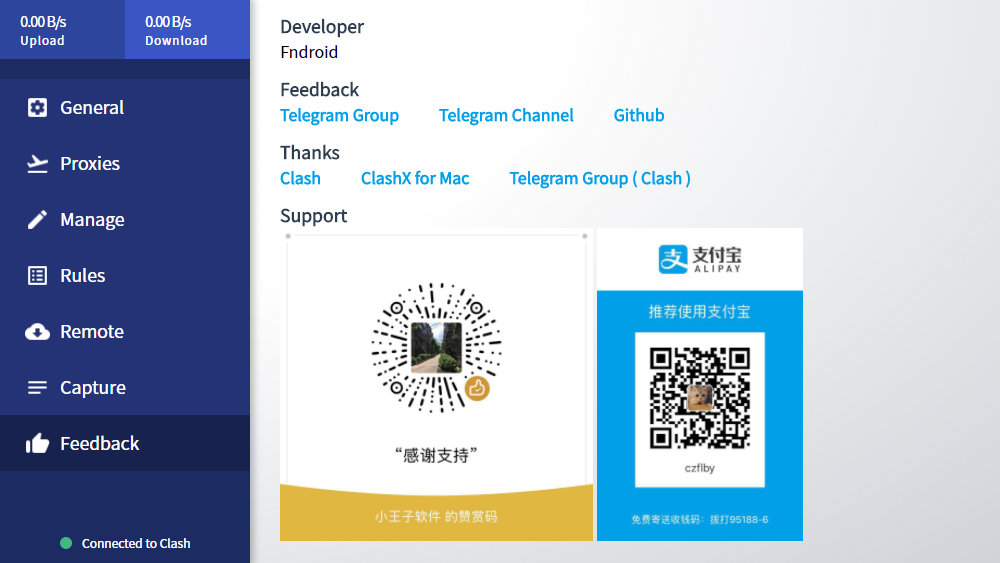 0.00 B/s
Upload
0.00 B/s
Download
General
Proxies
Manage
Rules
Remote
Capture
Feedback
Connected to Clash
Developer
Fndroid
Feedback
Telegram Group
Telegram Channel
Github
Thanks
Clash
ClashX for Mac
Telegram Group ( Clash )
Support
“感谢支持”
小王子软件 的赞赏码
支付宝
ALIPAY
推荐使用支付宝
czflby
免费寄送收钱码：拨打95188-6